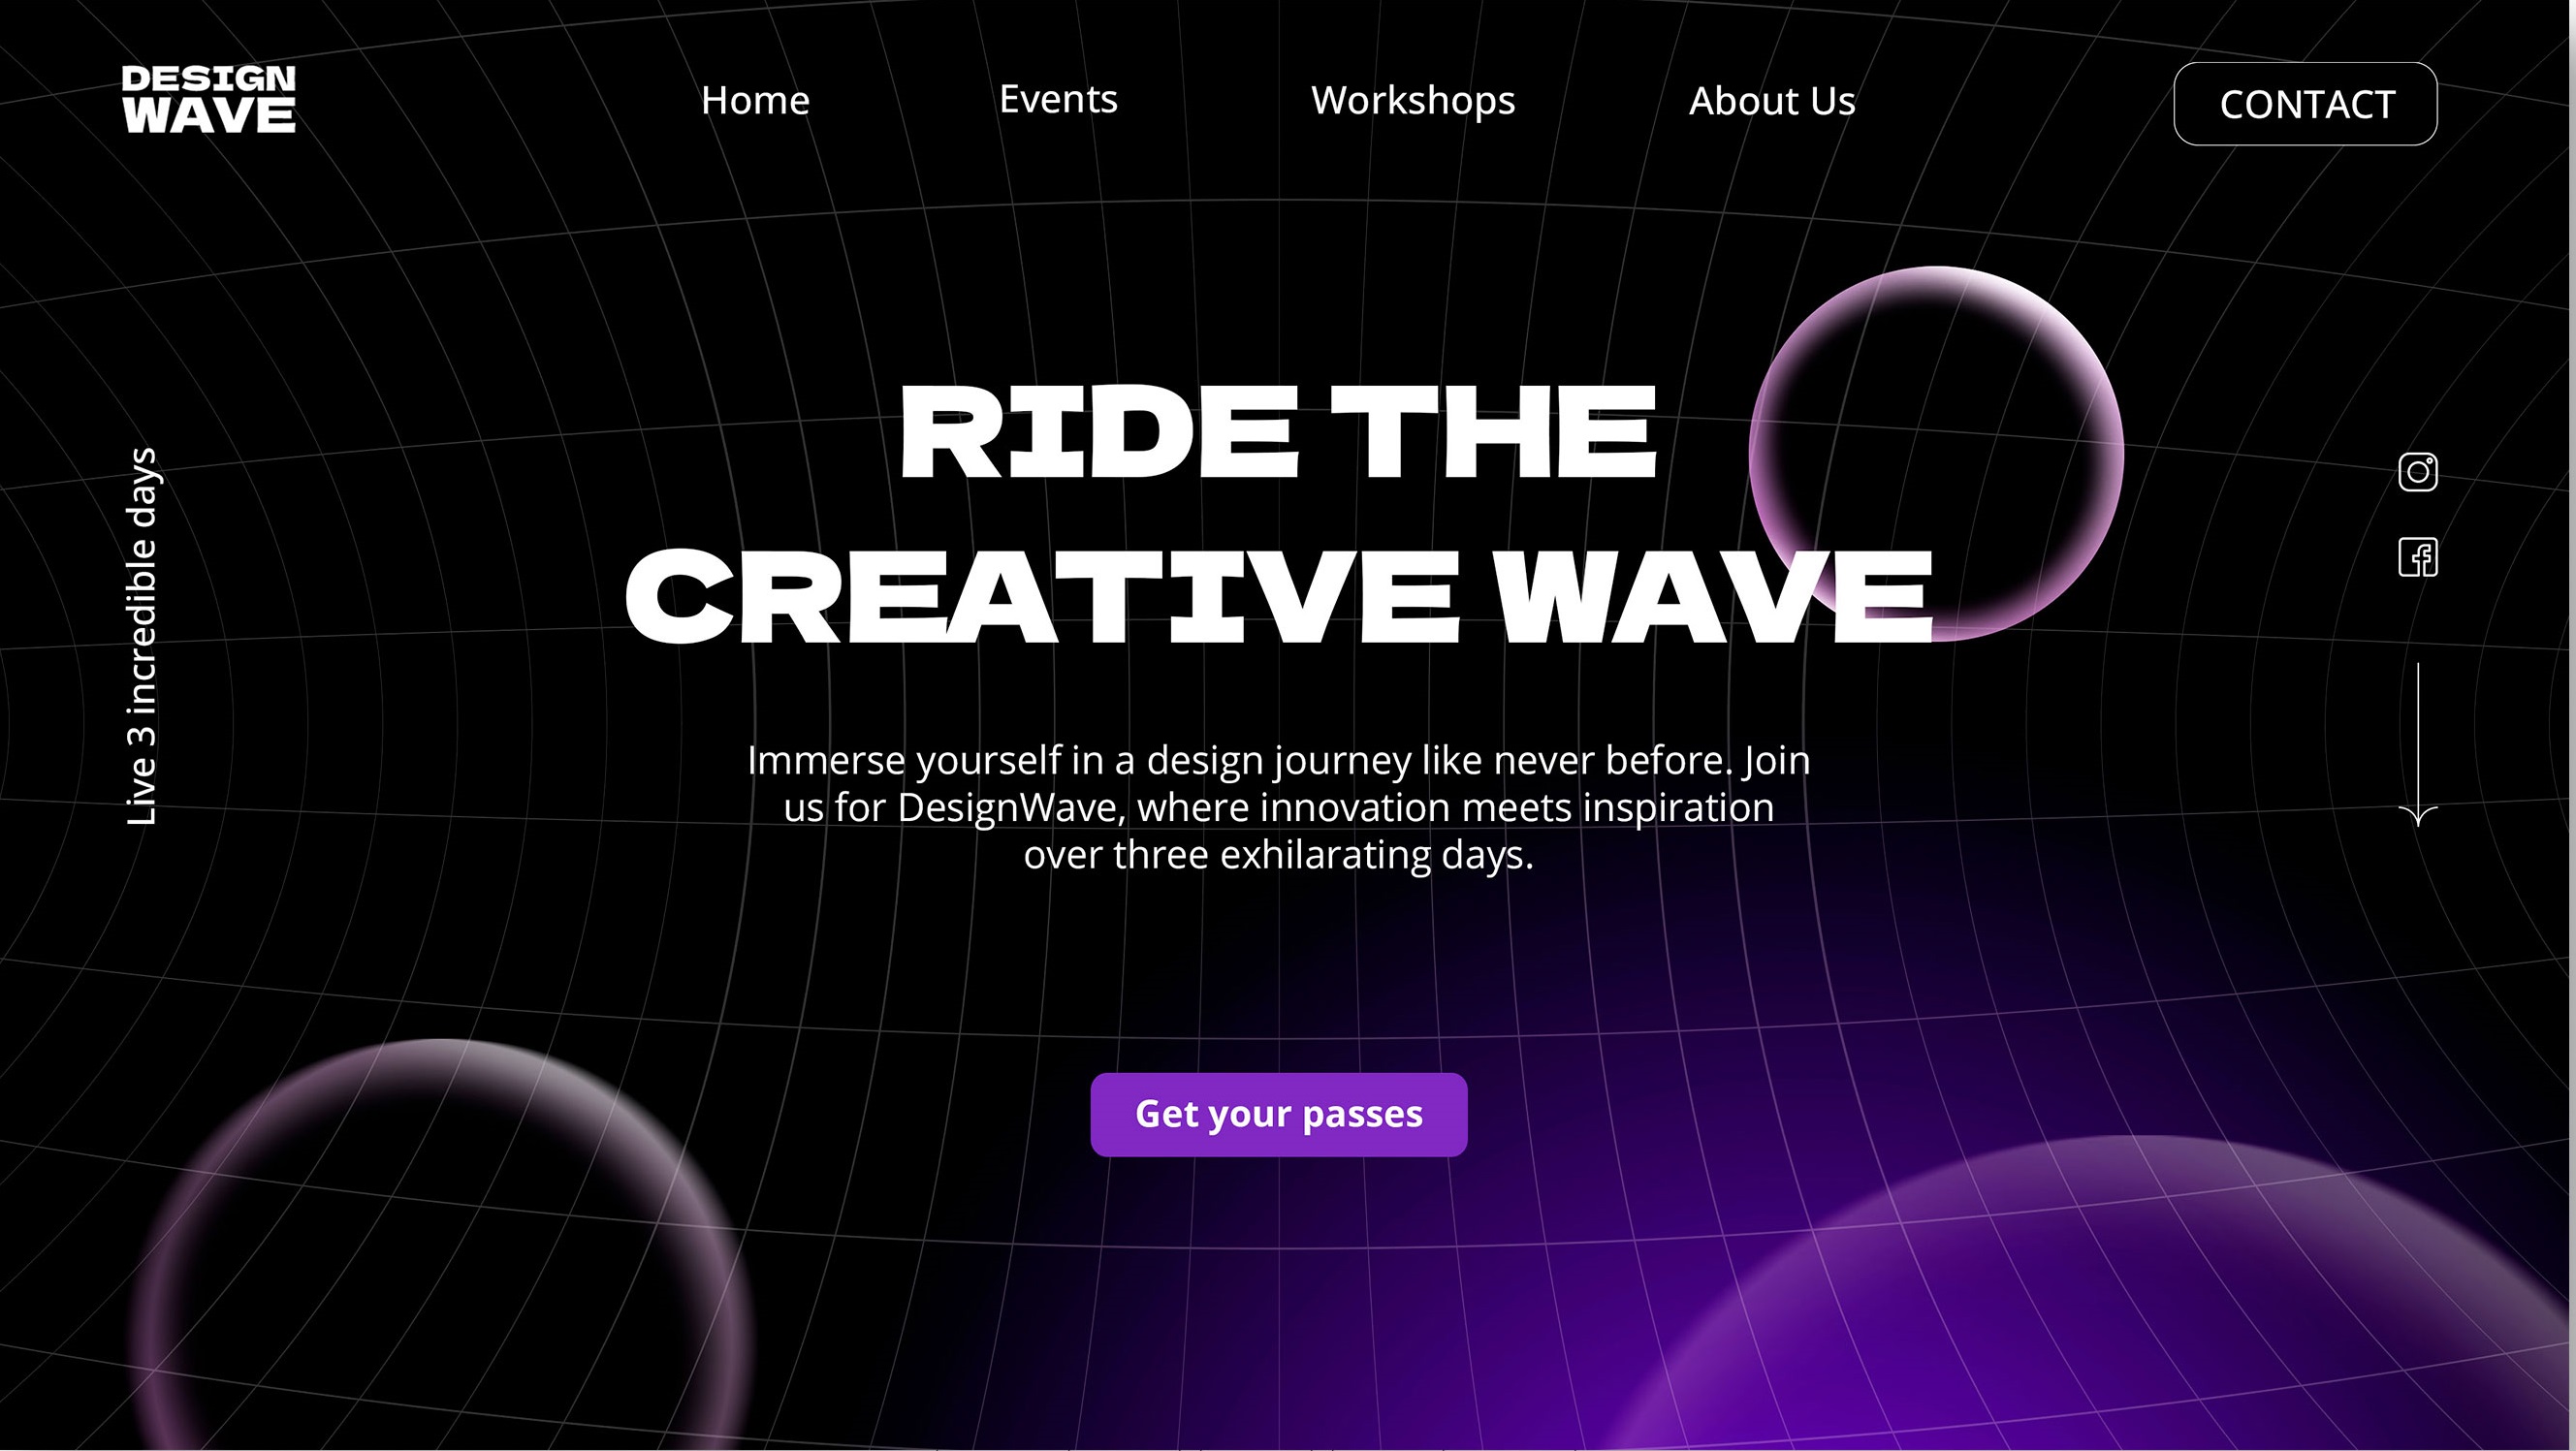 DESIGN
WAVE
Home
Events
Workshops
About Us
CONTACT
RIDE THE
CREATIVE WAVE
Live 3 incredible days
Immerse yourself in a design journey like never before. Join
us for DesignWave, where innovation meets inspiration
over three exhilarating days.
Get your passes